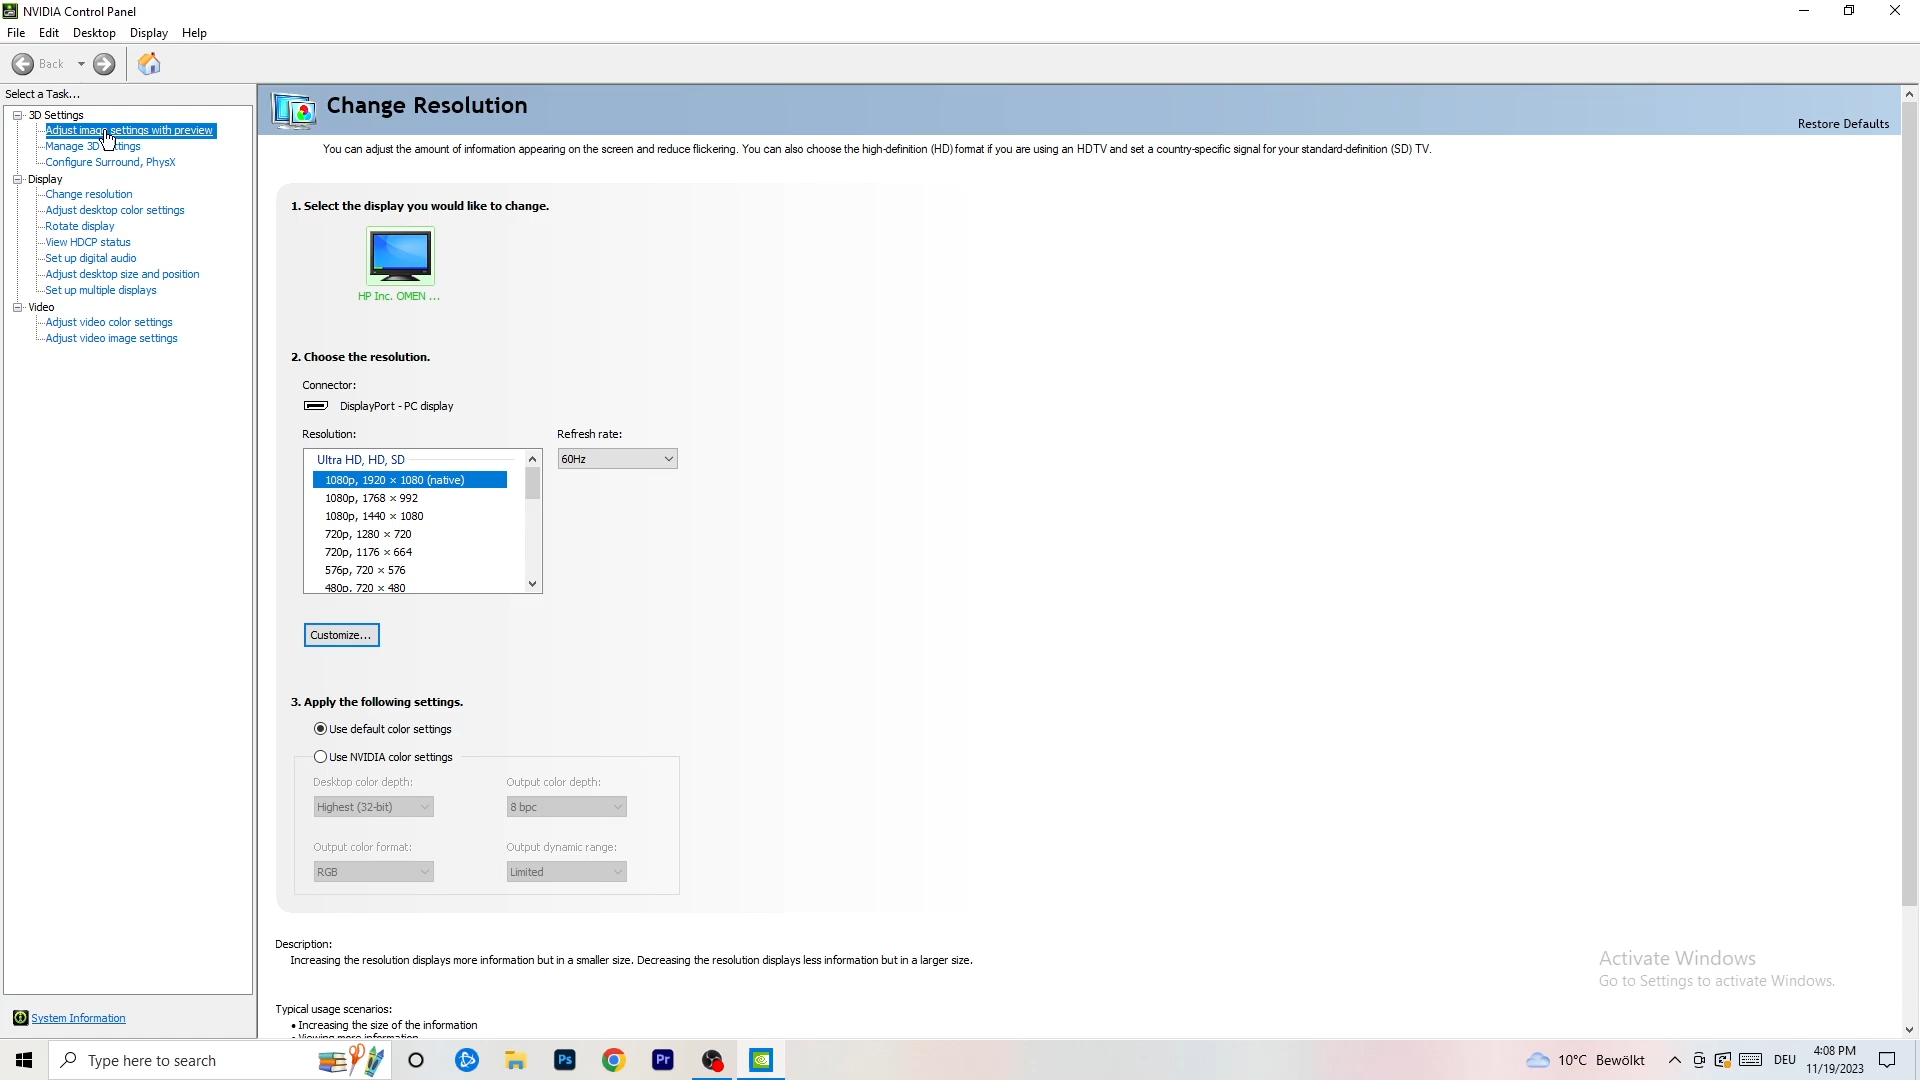 NVIDIA Control Panel
File Edit Desktop Display Help
Back
Select a Task...
3D Settings
Adjust image settings with preview
Manage 3D
Configure Surround, PhysX
Display
Change resolution
Adjust desktop color settings
Rotate display
View HDCP status
Set up digital audio
Adjust desktop size and position
Set up multiple displays
Video
Adjust video color settings
Adjust video image settings
System Information
Change Resolution
Restore Defaults
You can adjust the amount of information appearing on the screen and reduce flickering. You can also choose the high-definition (HD) format if you are using an HDTV and set a country-specific signal for your standard-definition (SD) TV.
1. Select the display you would like to change.
HP Inc. OMEN ...
2. Choose the resolution.
Connector:
DisplayPort - PC display
Resolution:
Refresh rate:
Ultra HD, HD, SD
60Hz
1080p, 1920 × 1080 (native)
1080p, 1768 × 992
1080p, 1440 × 1080
720p, 1280 × 720
720p, 1176 × 664
576p, 720 × 576
480p, 720 × 480
Customize...
3. Apply the following settings.
Use default color settings
Use NVIDIA color settings
Desktop color depth:
Output color depth:
Highest (32-bit)
8 bpc
Output color format:
Output dynamic range:
RGB
Limited
Description:
Increasing the resolution displays more information but in a smaller size. Decreasing the resolution displays less information but in a larger size.
Typical usage scenarios:
• Increasing the size of the information
• Viewing more information
Activate Windows
Go to Settings to activate Windows.
Type here to search
Ps
Pr
10°C Bewölkt
DEU
4:08 PM
11/19/2023